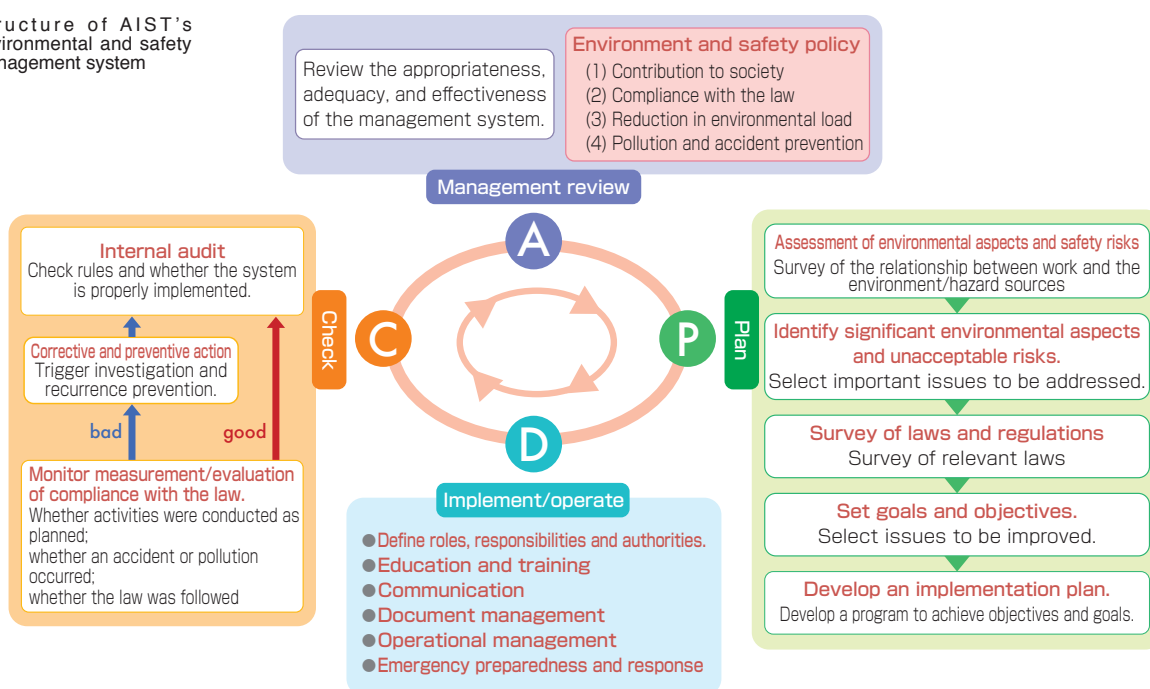 ructure of AIST's
vironmental and safety
nagement system
Review the appropriateness,
adequacy, and effectiveness
of the management system.
Environment and safety policy
(1) Contribution to society
(2) Compliance with the law
(3) Reduction in environmental load
(4) Pollution and accident prevention
Management review
A
Internal audit
Check rules and whether the system
is properly implemented.
Corrective and preventive action
Trigger investigation and
recurrence prevention.
bad
good
Monitor measurement/evaluation
of compliance with the law.
Whether activities were conducted as
planned;
whether an accident or pollution
occurred;
whether the law was followed
Check
C
P
Plan
D
Implement/operate
●Define roles, responsibilities and authorities.
●Education and training
●Communication
●Document management
●Operational management
●Emergency preparedness and response
Assessment of environmental aspects and safety risks
Survey of the relationship between work and the
environment/hazard sources
Identify significant environmental aspects
and unacceptable risks.
Select important issues to be addressed.
Survey of laws and regulations
Survey of relevant laws
Set goals and objectives.
Select issues to be improved.
Develop an implementation plan.
Develop a program to achieve objectives and goals.